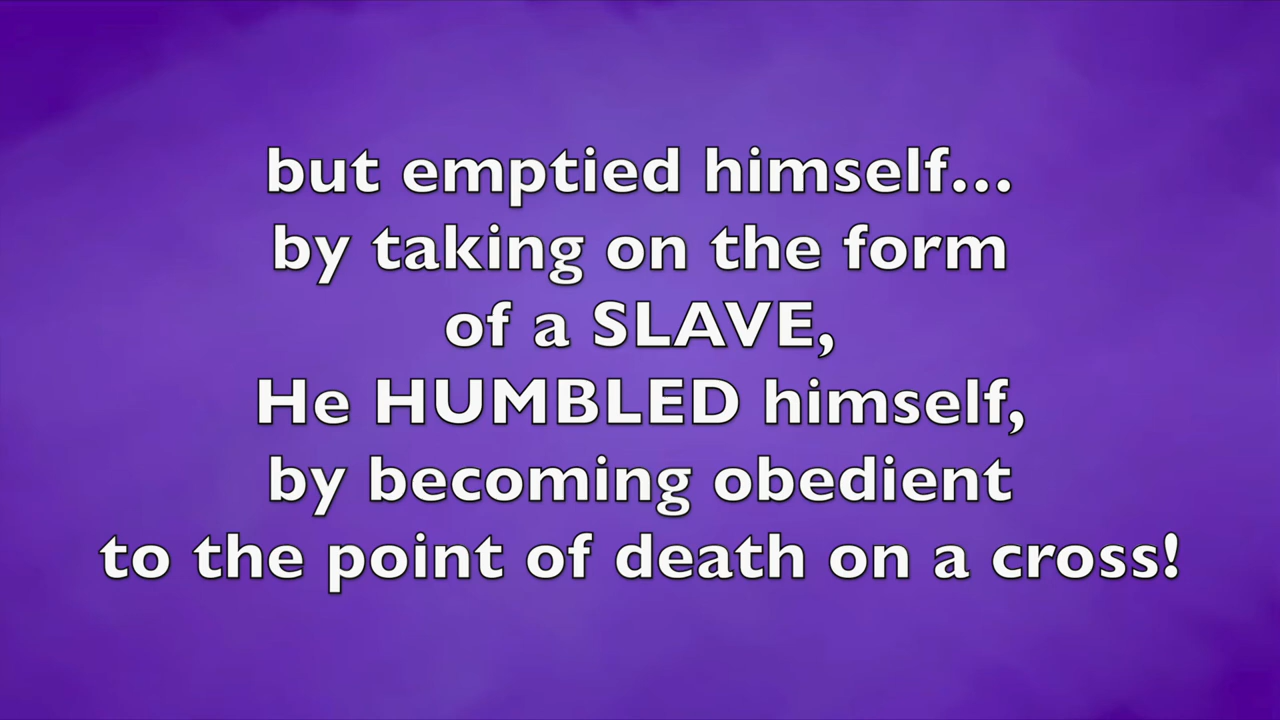 but emptied himself...
by taking on the form
of a SLAVE,
He HUMBLED himself,
by becoming obedient
to the point of death on a cross!